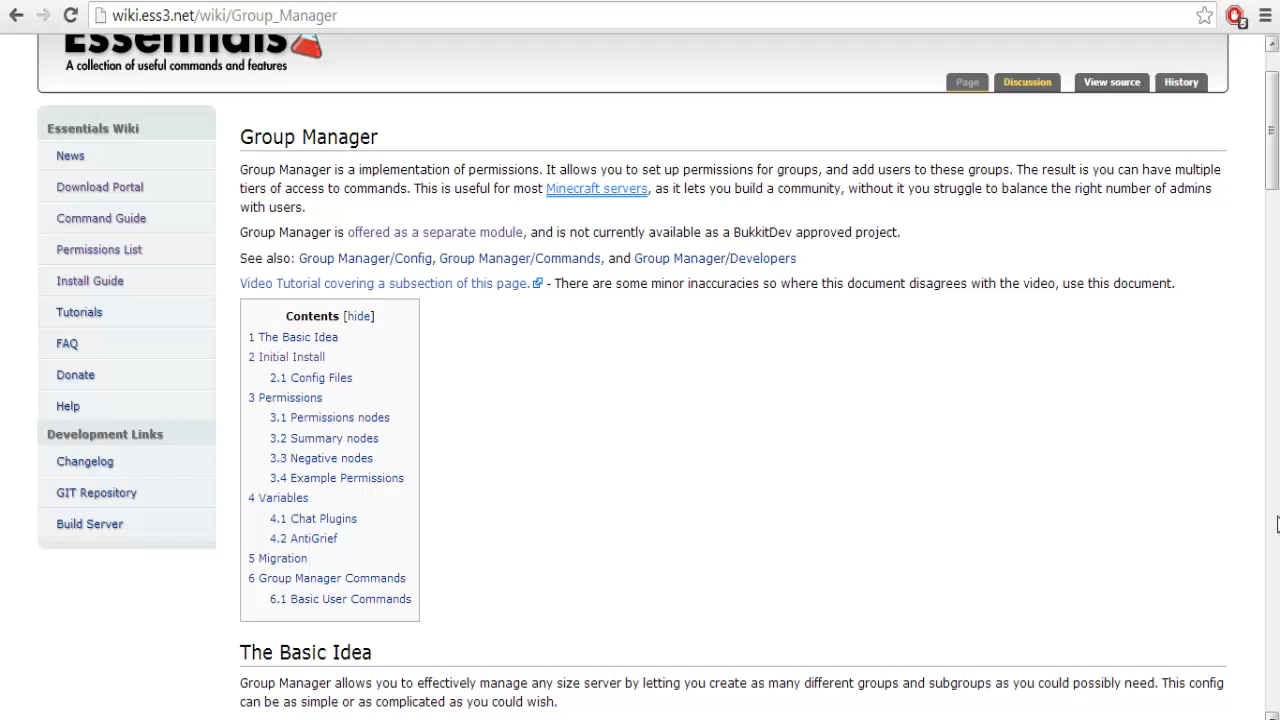 wiki.ess3.net/wiki/Group_Manager
5
Essentials
A collection of useful commands and features
Page Discussion View source History
Essentials Wiki
News
Download Portal
Command Guide
Permissions List
Install Guide
Tutorials
FAQ
Donate
Help
Development Links
Changelog
GIT Repository
Build Server
Group Manager
Group Manager is a implementation of permissions. It allows you to set up permissions for groups, and add users to these groups. The result is you can have multiple
tiers of access to commands. This is useful for most Minecraft servers, as it lets you build a community, without it you struggle to balance the right number of admins
with users.
Group Manager is offered as a separate module, and is not currently available as a BukkitDev approved project.
See also: Group Manager/Config, Group Manager/Commands, and Group Manager/Developers
Video Tutorial covering a subsection of this page. - There are some minor inaccuracies so where this document disagrees with the video, use this document.
Contents [hide]
1 The Basic Idea
2 Initial Install
2.1 Config Files
3 Permissions
3.1 Permissions nodes
3.2 Summary nodes
3.3 Negative nodes
3.4 Example Permissions
4 Variables
4.1 Chat Plugins
4.2 AntiGrief
5 Migration
6 Group Manager Commands
6.1 Basic User Commands
The Basic Idea
Group Manager allows you to effectively manage any size server by letting you create as many different groups and subgroups as you could possibly need. This config
can be as simple or as complicated as you could wish.